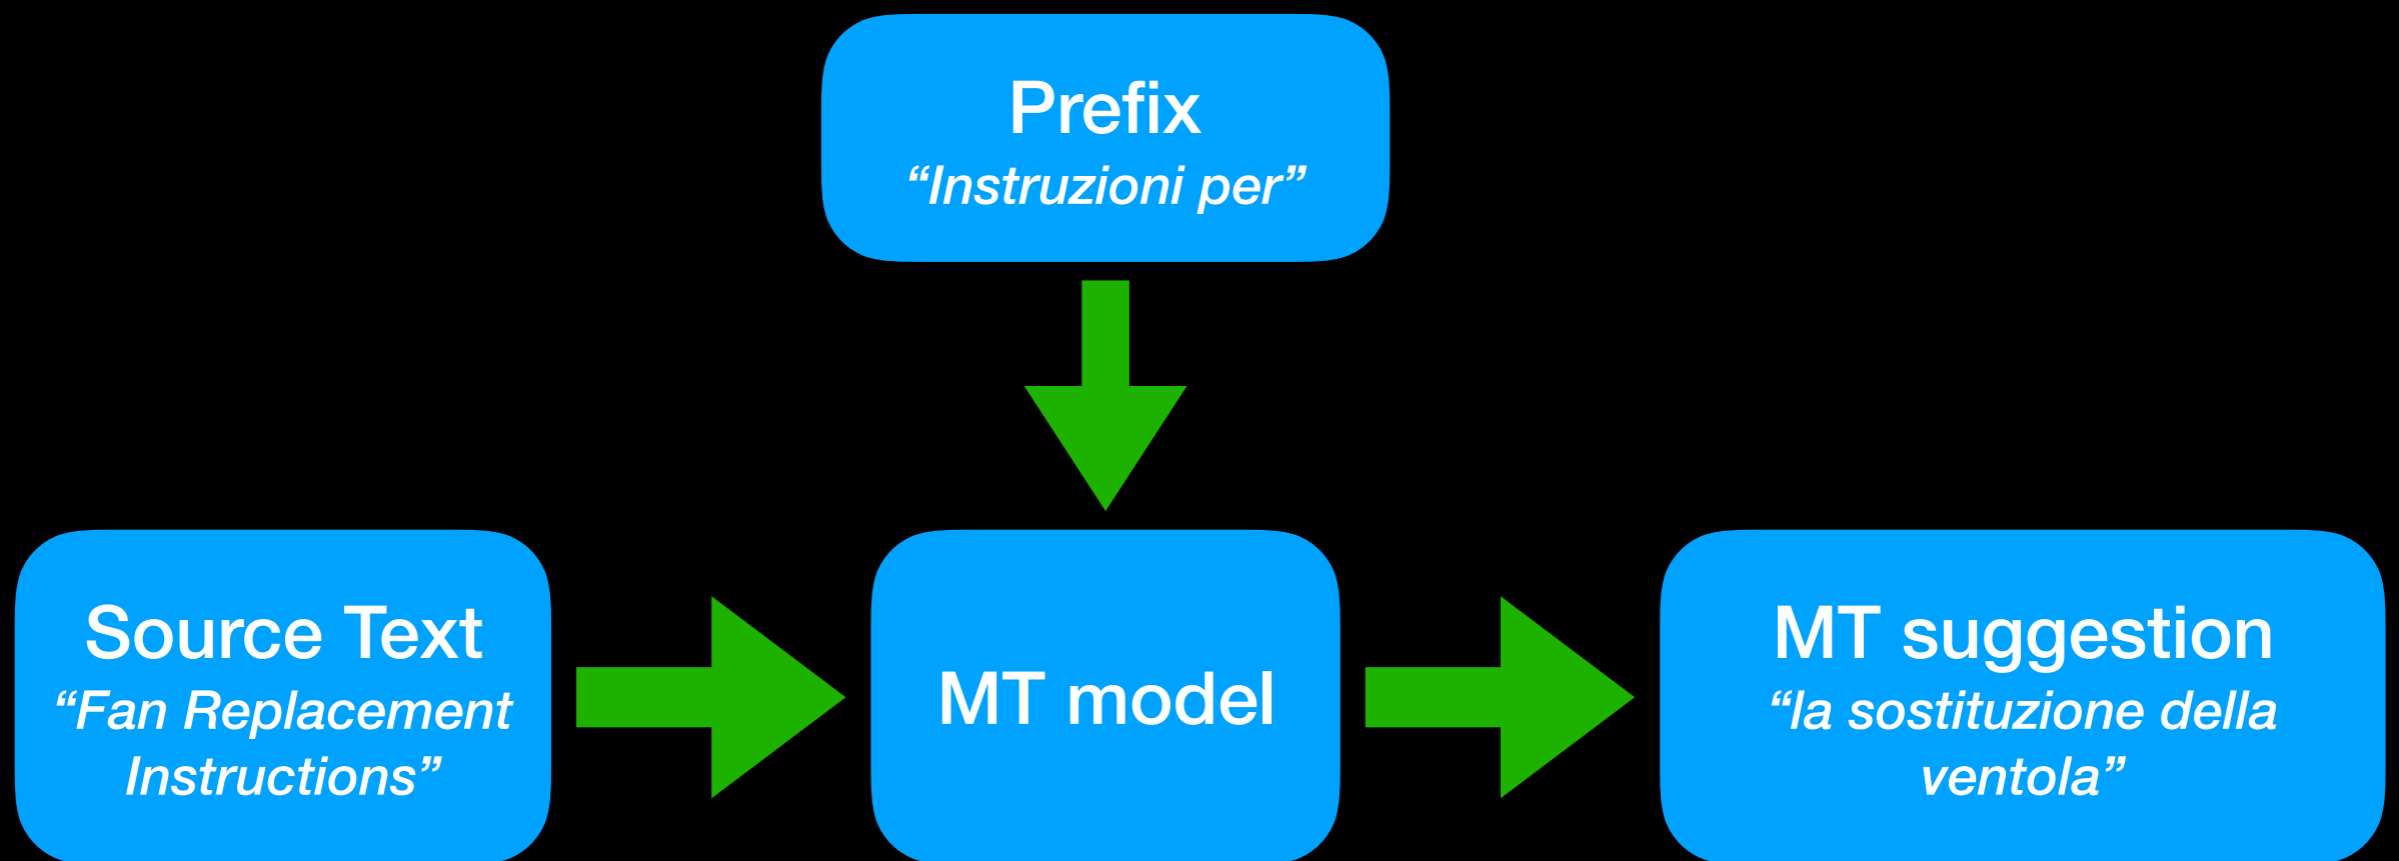 Prefix
“Instruzioni per”
Source Text
“Fan Replacement
Instructions”
MT model
MT suggestion
“la sostituzione della
ventola”